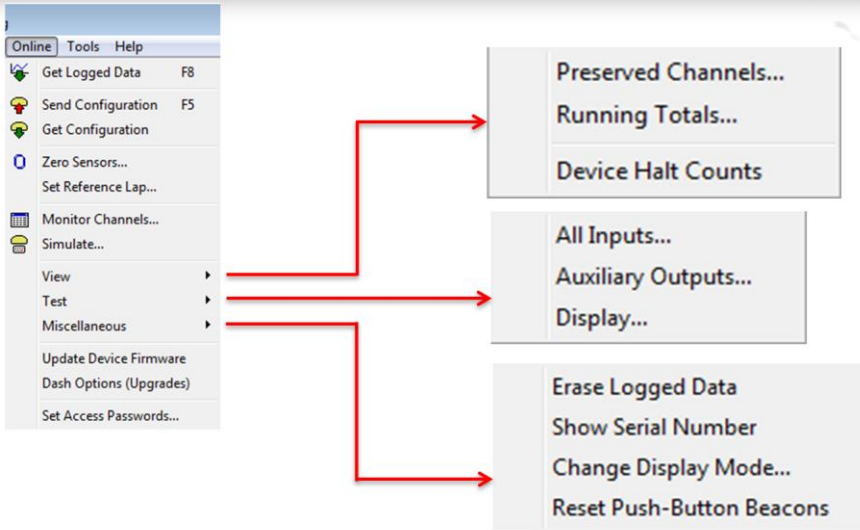 Online Tools Help
Get Logged Data F8
Send Configuration F5
Get Configuration
Zero Sensors...
Set Reference Lap...
Monitor Channels...
Simulate...
View
Test
Miscellaneous
Update Device Firmware
Dash Options (Upgrades)
Set Access Passwords...
Preserved Channels...
Running Totals...
Device Halt Counts
All Inputs...
Auxiliary Outputs...
Display...
Erase Logged Data
Show Serial Number
Change Display Mode...
Reset Push-Button Beacons